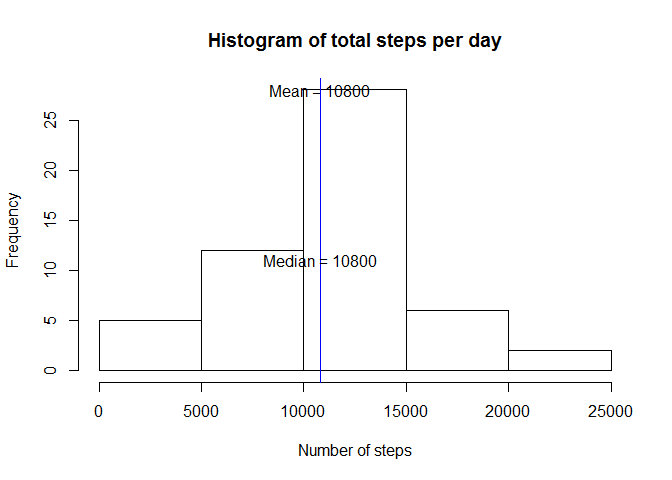 Histogram of total steps per day
Mean = 10800
Median = 10800
Frequency
25
20
15
10
5
0
0 5000 10000 15000 20000 25000
Number of steps